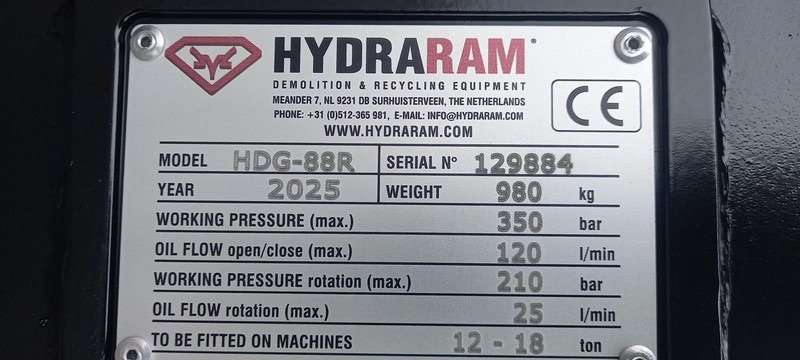 HYDRARAM®
DEMOLITION & RECYCLING EQUIPMENT
MEANDER 7, NL 9231 DB SURHUISTERVEEN, THE NETHERLANDS
PHONE: +31 (0)512-365 981, E-MAIL: INFO@HYDRARAM.COM
WWW.HYDRARAM.COM
CE
MODEL HDG-88R SERIAL N° 129884
YEAR 2025 WEIGHT 980 kg
WORKING PRESSURE (max.) 350 bar
OIL FLOW open/close (max.) 120 l/min
WORKING PRESSURE rotation (max.) 210 bar
OIL FLOW rotation (max.) 25 l/min
TO BE FITTED ON MACHINES 12 - 18 ton